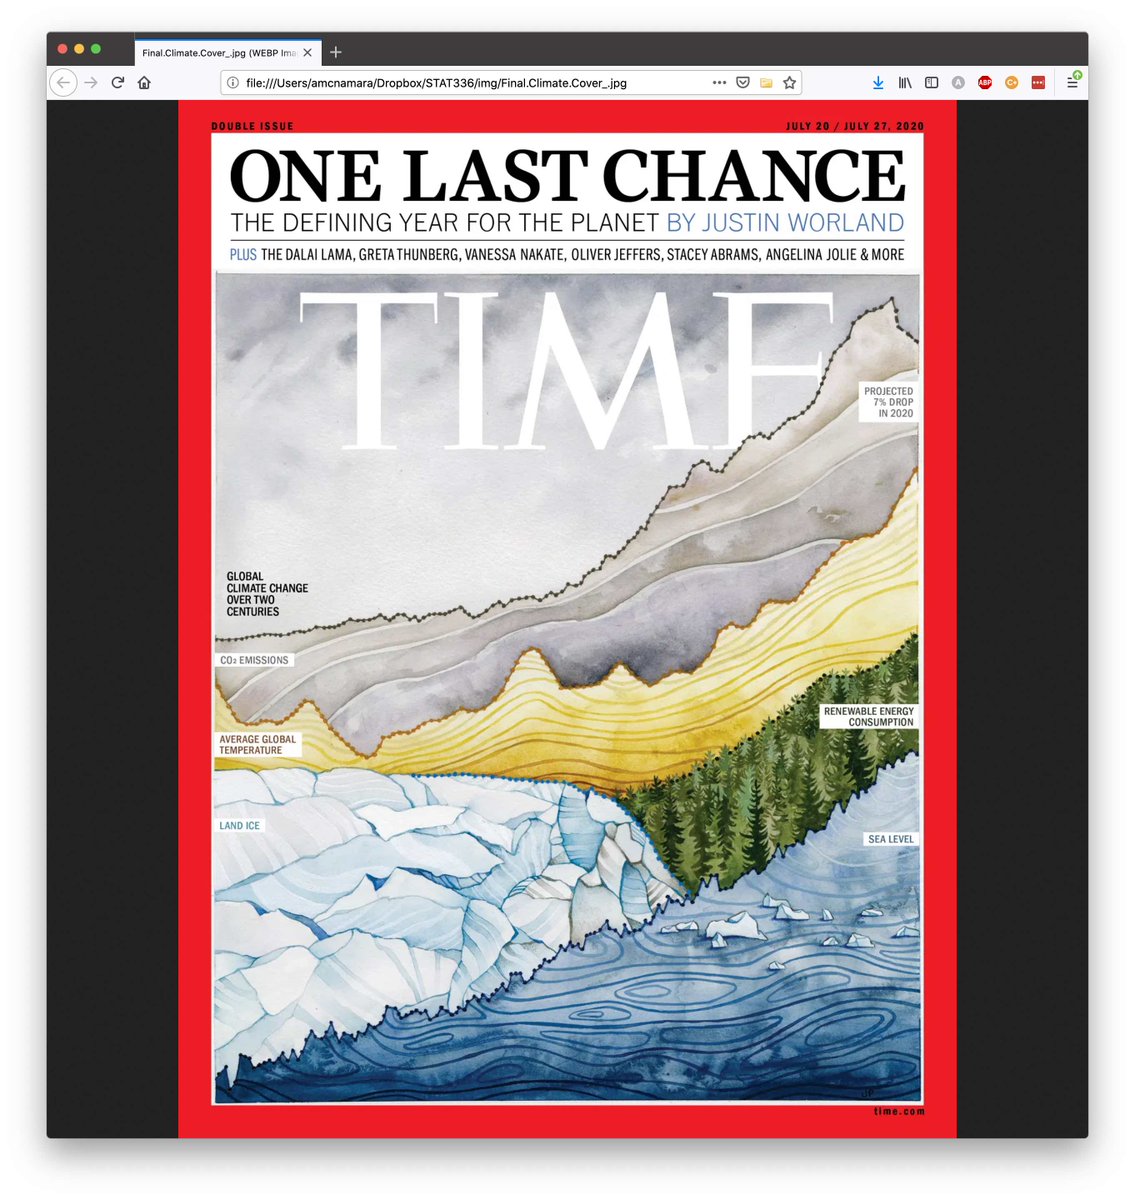 Final.Climate.Cover_.jpg (WEBP Ima
file:///Users/amcnamara/Dropbox/STAT336/img/Final.Climate.Cover_.jpg
A
ABP
DOUBLE ISSUE
JULY 20 / JULY 27, 2020
ONE LAST CHANCE
THE DEFINING YEAR FOR THE PLANET BY JUSTIN WORLAND
PLUS THE DALAI LAMA, GRETA THUNBERG, VANESSA NAKATE, OLIVER JEFFERS, STACEY ABRAMS, ANGELINA JOLIE & MORE
TIME
PROJECTED
7% DROP
IN 2020
GLOBAL
CLIMATE CHANGE
OVER TWO
CENTURIES
CO₂ EMISSIONS
RENEWABLE ENERGY
CONSUMPTION
AVERAGE GLOBAL
TEMPERATURE
LAND ICE
SEA LEVEL
time.com